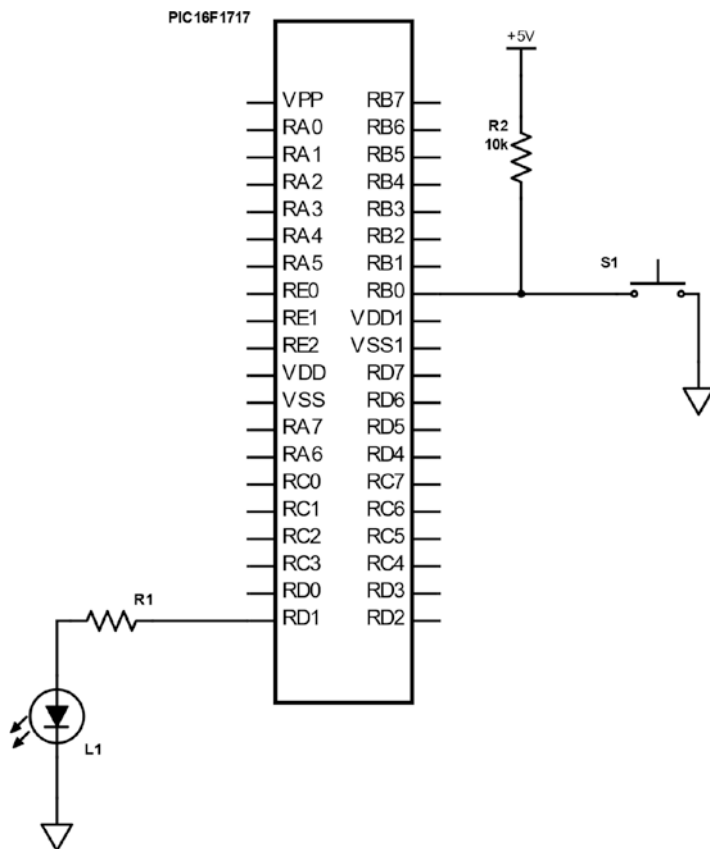 PIC16F1717
+5V
R2
10k
VPP RB7
RA0 RB6
RA1 RB5
RA2 RB4
RA3 RB3
RA4 RB2
RA5 RB1
S1
RE0 RB0
RE1 VDD1
RE2 VSS1
VDD RD7
VSS RD6
RA7 RD5
RA6 RD4
RC0 RC7
RC1 RC6
RC2 RC5
RC3 RC4
RD0 RD3
R1
RD1 RD2
L1